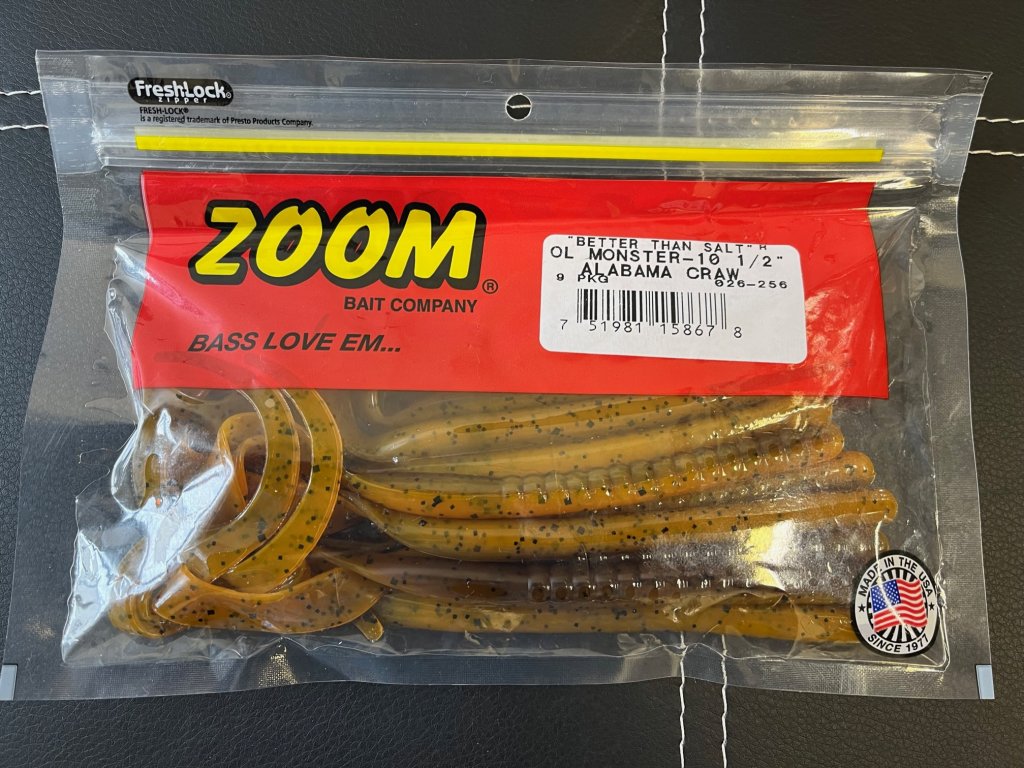 FreshLock®
zipper
FRESH-LOCK®
is a registered trademark of Presto Products Company.
ZOOM®
BAIT COMPANY
BASS LOVE EM...
"BETTER THAN SALT" R
OL MONSTER-10 1/2"
ALABAMA CRAW
9 PKG 026-256
7 51981 15867 8
MADE IN THE USA
SINCE 1977